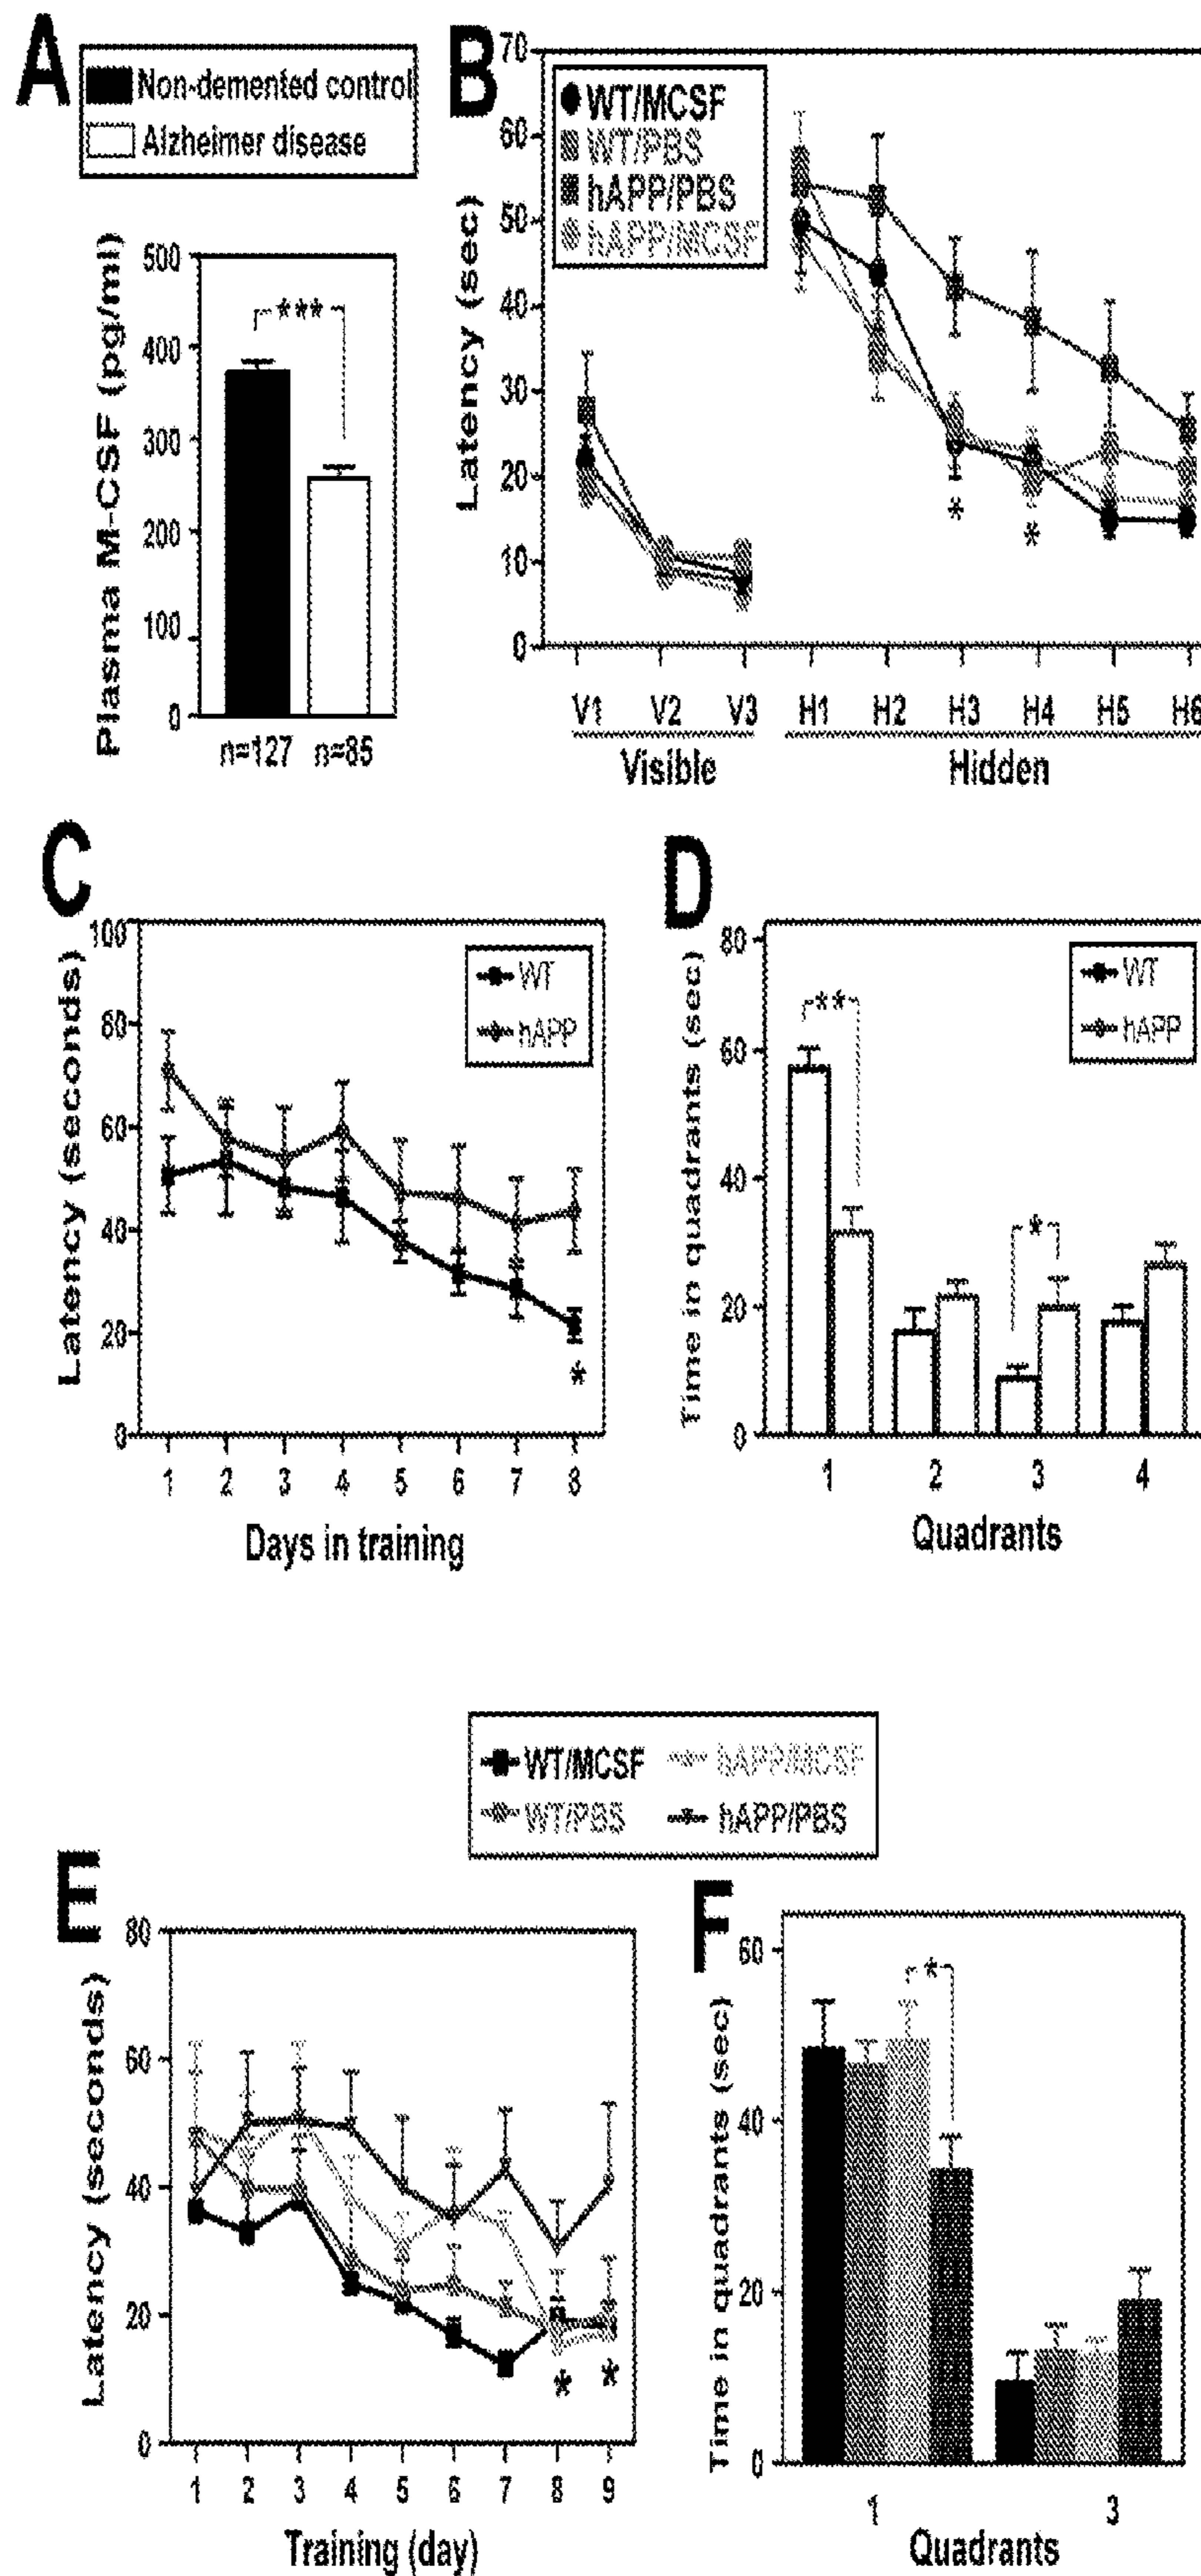 A
Non-demented control
Alzheimer disease
Plasma M-CSF (pg/ml)
500
400
300
200
100
0
***
n=127 n=85
B
WT/MCSF
WT/PBS
hAPP/PBS
hAPP/MCSF
Latency (sec)
70
60
50
40
30
20
10
0
*
*
V1 V2 V3 H1 H2 H3 H4 H5 H6
Visible Hidden
C
WT
hAPP
Latency (seconds)
100
80
60
40
20
0
*
1 2 3 4 5 6 7 8
Days in training
D
WT
hAPP
Time in quadrants (sec)
80
60
40
20
0
**
*
1 2 3 4
Quadrants
WT/MCSF hAPP/MCSF
WT/PBS hAPP/PBS
E
Latency (seconds)
80
60
40
20
0
* *
1 2 3 4 5 6 7 8 9
Training (day)
F
Time in quadrants (sec)
60
40
20
0
*
1 3
Quadrants